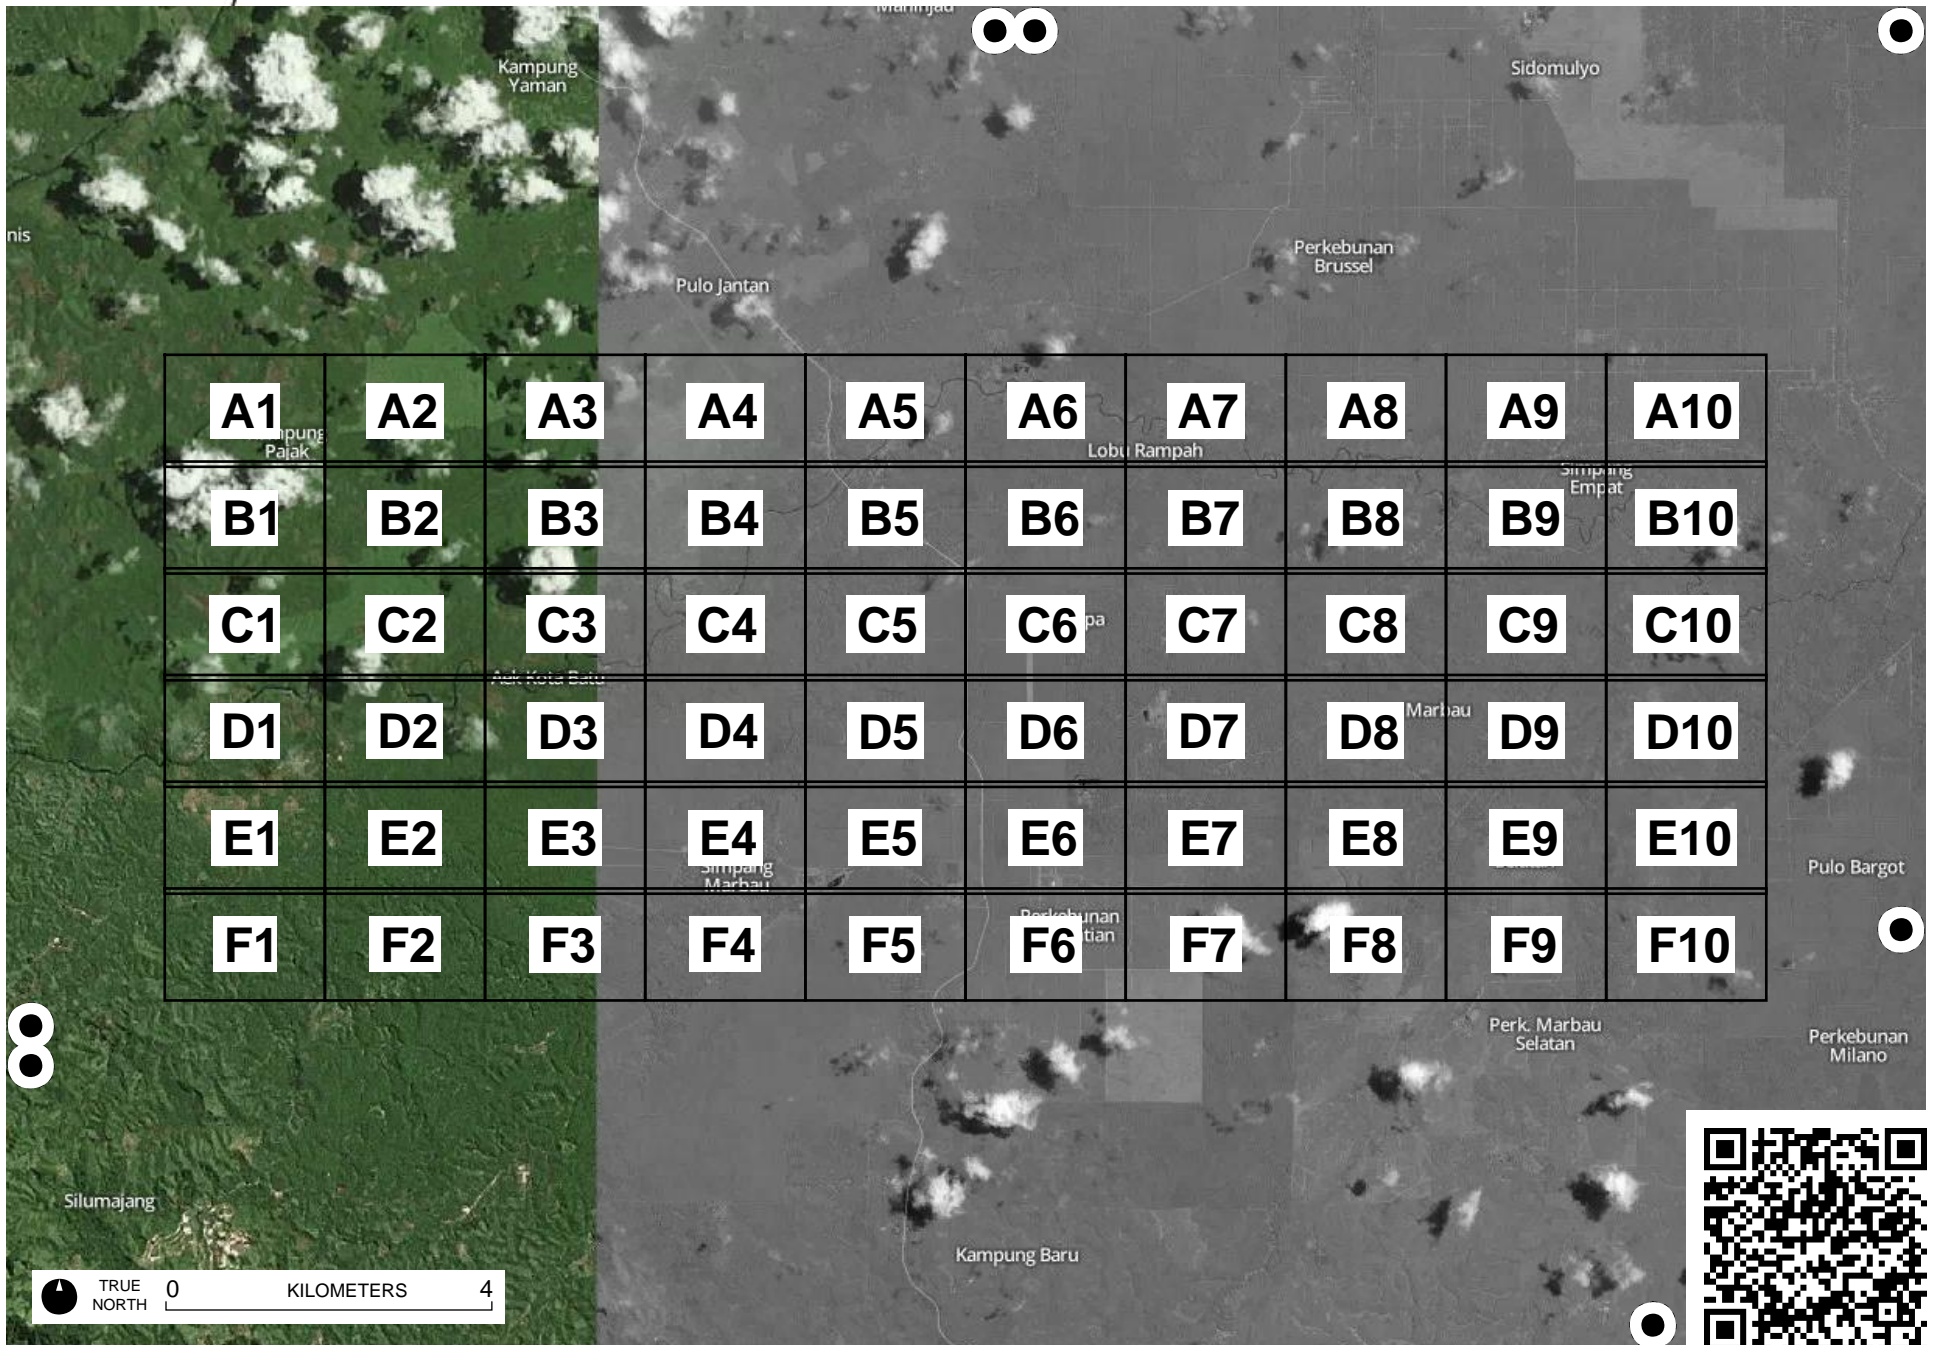 Kampung
Yaman
Sidomulyo
nis
Perkebunan
Brussel
Pulo Jantan
A1 A2 A3 A4 A5 A6 A7 A8 A9 A10
Pajak
Lobu Rampah
Simpang
Empat
B1 B2 B3 B4 B5 B6 B7 B8 B9 B10
C1 C2 C3 C4 C5 C6 C7 C8 C9 C10
pa
Aek Kota Batu
Marbau
D1 D2 D3 D4 D5 D6 D7 D8 D9 D10
E1 E2 E3 E4 E5 E6 E7 E8 E9 E10
Simpang
Marbau
Pulo Bargot
F1 F2 F3 F4 F5 F6 F7 F8 F9 F10
Perk. Marbau
Selatan
Perkebunan
Milano
Silumajang
Kampung Baru
TRUE
NORTH
0 KILOMETERS 4